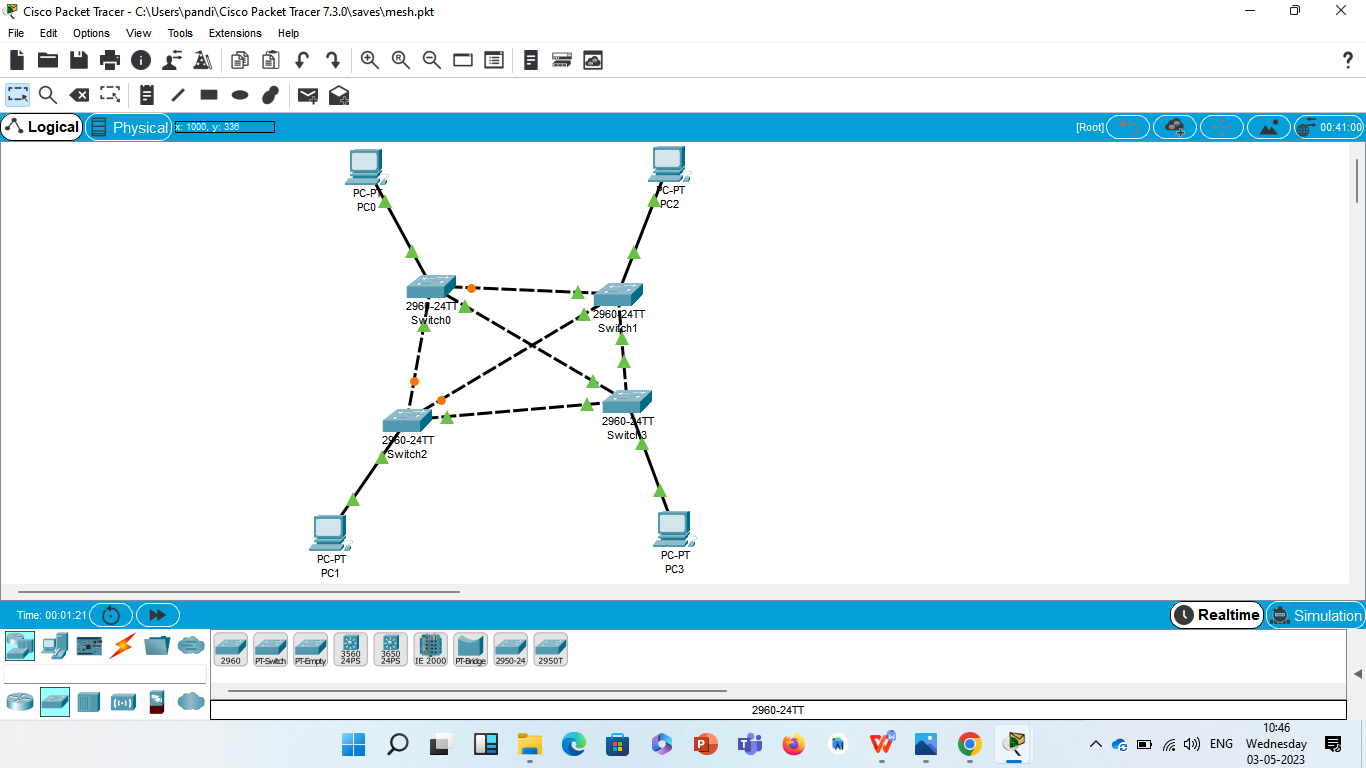 Cisco Packet Tracer - C:\Users\pandi\Cisco Packet Tracer 7.3.0\saves\mesh.pkt
File Edit Options View Tools Extensions Help
?
Logical Physical x: 1000, y: 336 [Root] 00:41:00
PC-PT
PC0
PC-PT
PC2
2960-24TT
Switch0
2960-24TT
Switch1
2960-24TT
Switch2
2960-24TT
Switch3
PC-PT
PC1
PC-PT
PC3
Time: 00:01:21 Realtime Simulation
2960 PT-Switch PT-Empty 3560 24PS 3650 24PS IE 2000 PT-Bridge 2950-24 2950T
2960-24TT
ENG
10:46
Wednesday
03-05-2023